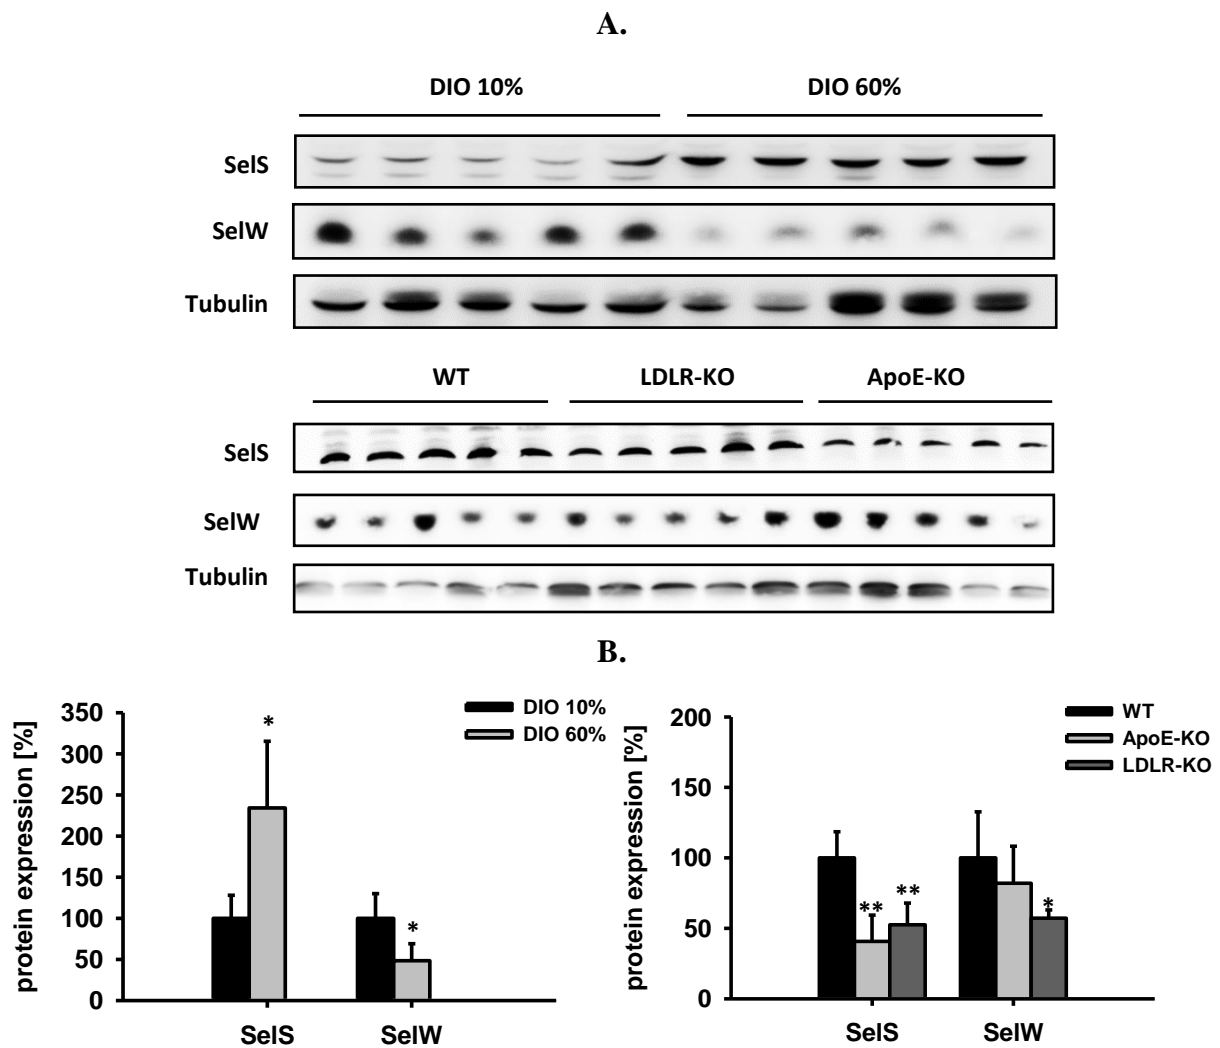 A.
DIO 10% DIO 60%
SelS
SelW
Tubulin
WT LDLR-KO ApoE-KO
SelS
SelW
Tubulin
B.
protein expression [%]
350
300
250
200
150
100
50
0
* *
DIO 10%
DIO 60%
SelS SelW
protein expression [%]
200
150
100
50
0
** ** *
WT
ApoE-KO
LDLR-KO
SelS SelW